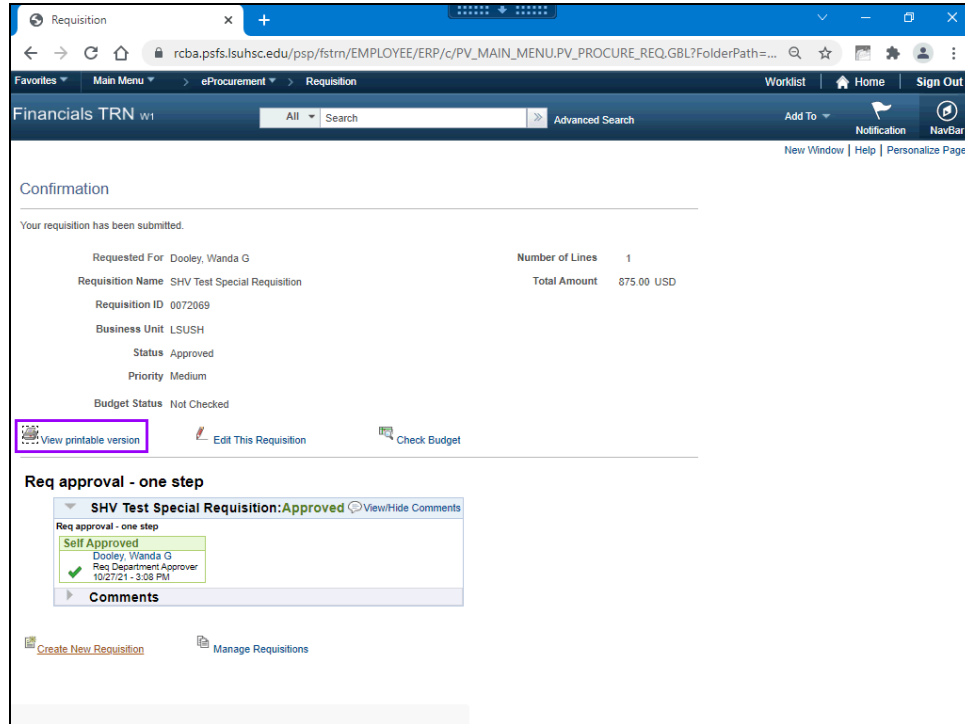 Requisition
rcba.psfs.lsuhsc.edu/psp/fstrn/EMPLOYEE/ERP/c/PV_MAIN_MENU.PV_PROCURE_REQ.GBL?FolderPath=...
Favorites Main Menu > eProcurement > Requisition Worklist Home Sign Out
Financials TRN W1 All Search Advanced Search Add To Notification NavBar
New Window | Help | Personalize Page
Confirmation
Your requisition has been submitted.
Requested For Dooley, Wanda G Number of Lines 1
Requisition Name SHV Test Special Requisition Total Amount 875.00 USD
Requisition ID 0072069
Business Unit LSUSH
Status Approved
Priority Medium
Budget Status Not Checked
View printable version Edit This Requisition Check Budget
Req approval - one step
SHV Test Special Requisition:Approved View/Hide Comments
Req approval - one step
Self Approved
Dooley, Wanda G
Req Department Approver
10/27/21 - 3:08 PM
Comments
Create New Requisition Manage Requisitions